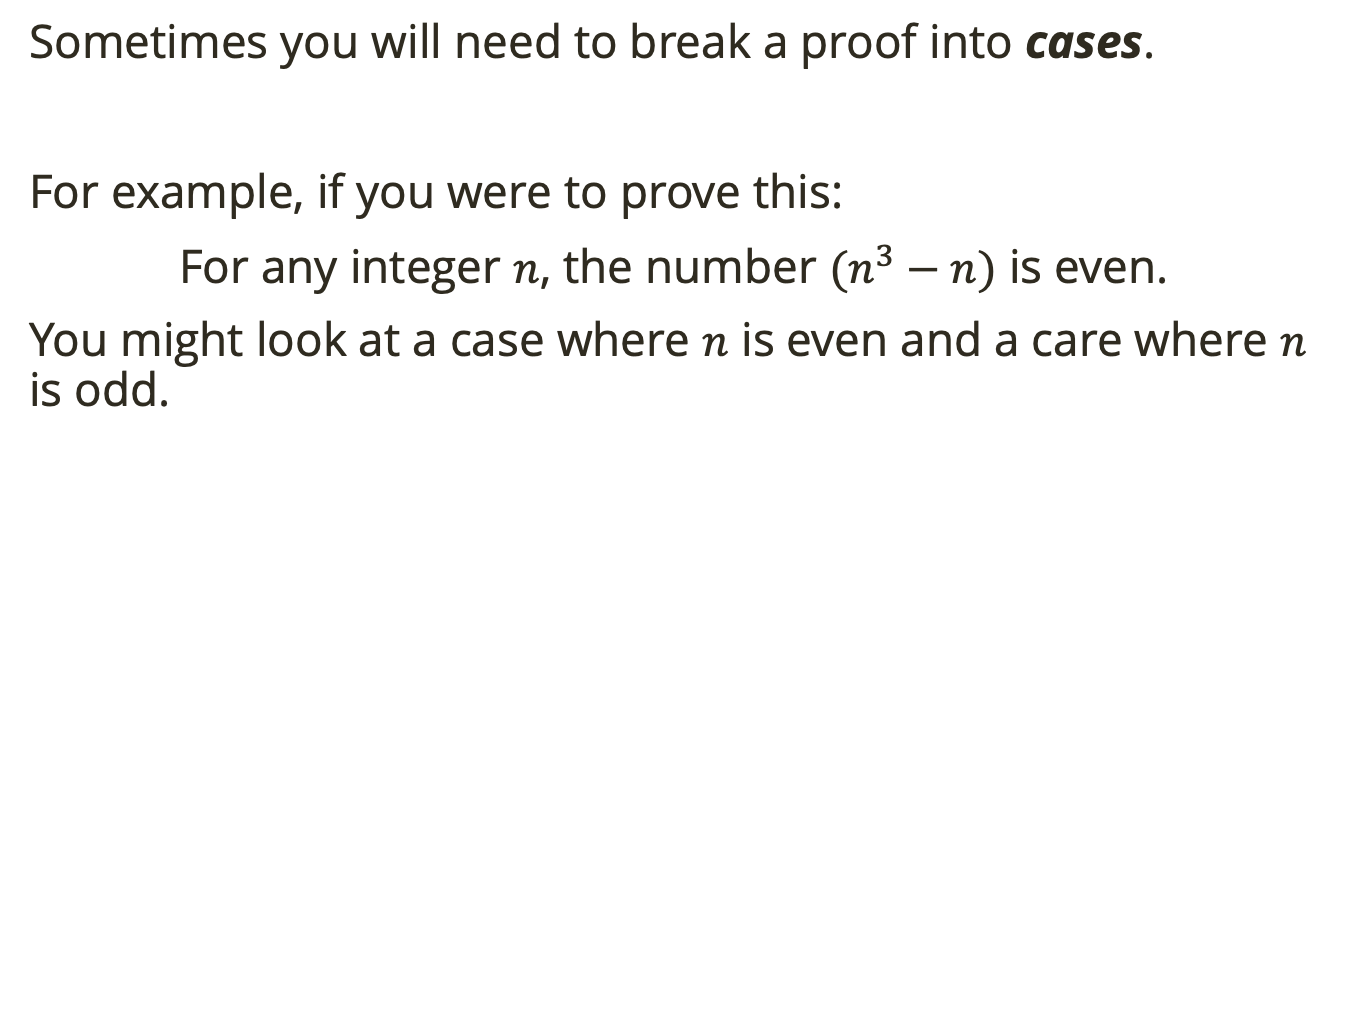 Sometimes you will need to break a proof into cases.
For example, if you were to prove this:
For any integer n, the number (n³ − n) is even.
You might look at a case where n is even and a care where n
is odd.